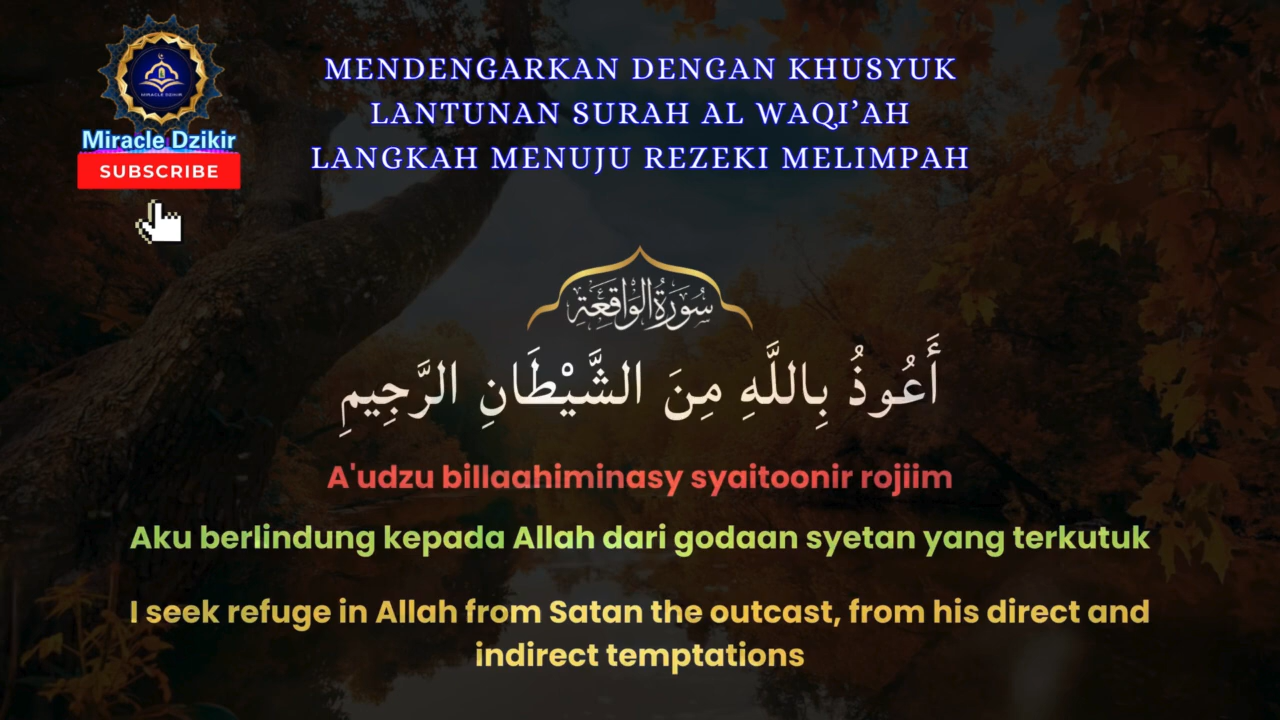 MIRACLE DZIKIR
Miracle Dzikir
SUBSCRIBE
MENDENGARKAN DENGAN KHUSYUK
LANTUNAN SURAH AL WAQI’AH
LANGKAH MENUJU REZEKI MELIMPAH
سُورَةُ الوَاقِعَةِ
أَعُوذُ بِاللَّهِ مِنَ الشَّيْطَانِ الرَّجِيمِ
A'udzu billaahiminasy syaitoonir rojiim
Aku berlindung kepada Allah dari godaan syetan yang terkutuk
I seek refuge in Allah from Satan the outcast, from his direct and
indirect temptations